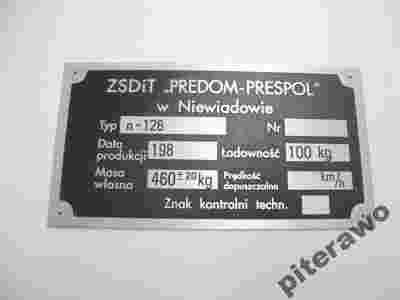 ZSDiT „PREDOM-PRESPOL"
w Niewiadowie
Typ n-126 Nr
Data produkcji 198 Ładowność 100 kg
Masa własna 460 ± 20 kg Prędkość dopuszczalna km/h
Znak kontrolni techn.
piterawo